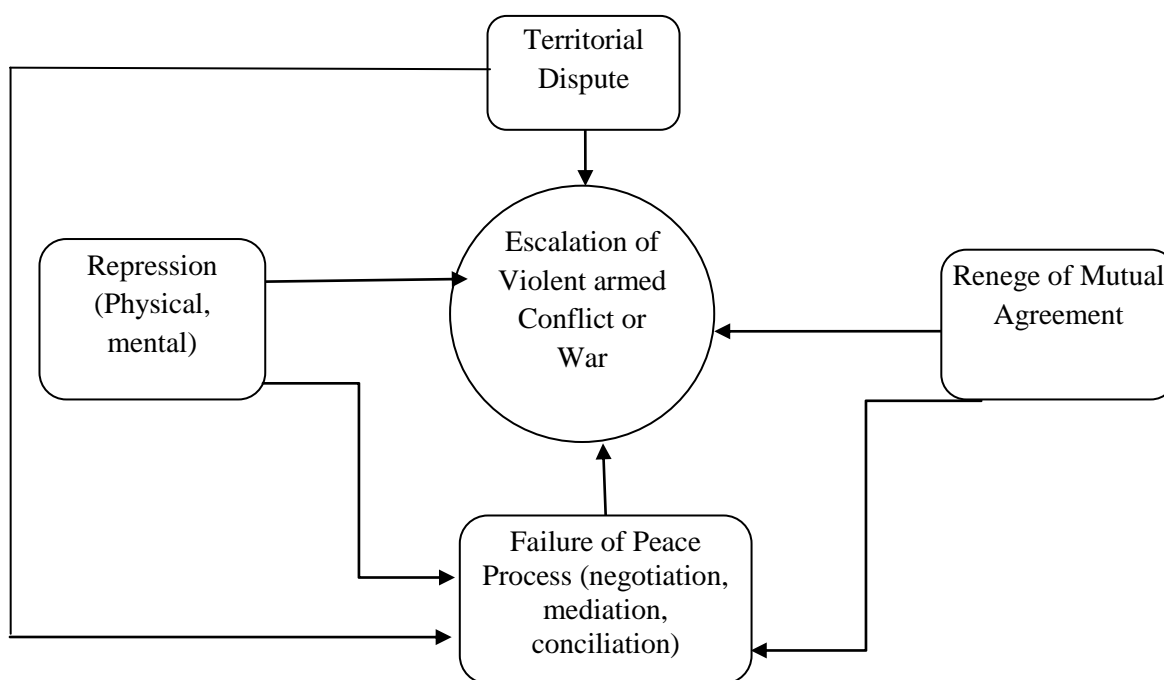 Territorial
Dispute
Escalation of
Violent armed
Conflict or
War
Repression
(Physical,
mental)
Renege of Mutual
Agreement
Failure of Peace
Process (negotiation,
mediation,
conciliation)